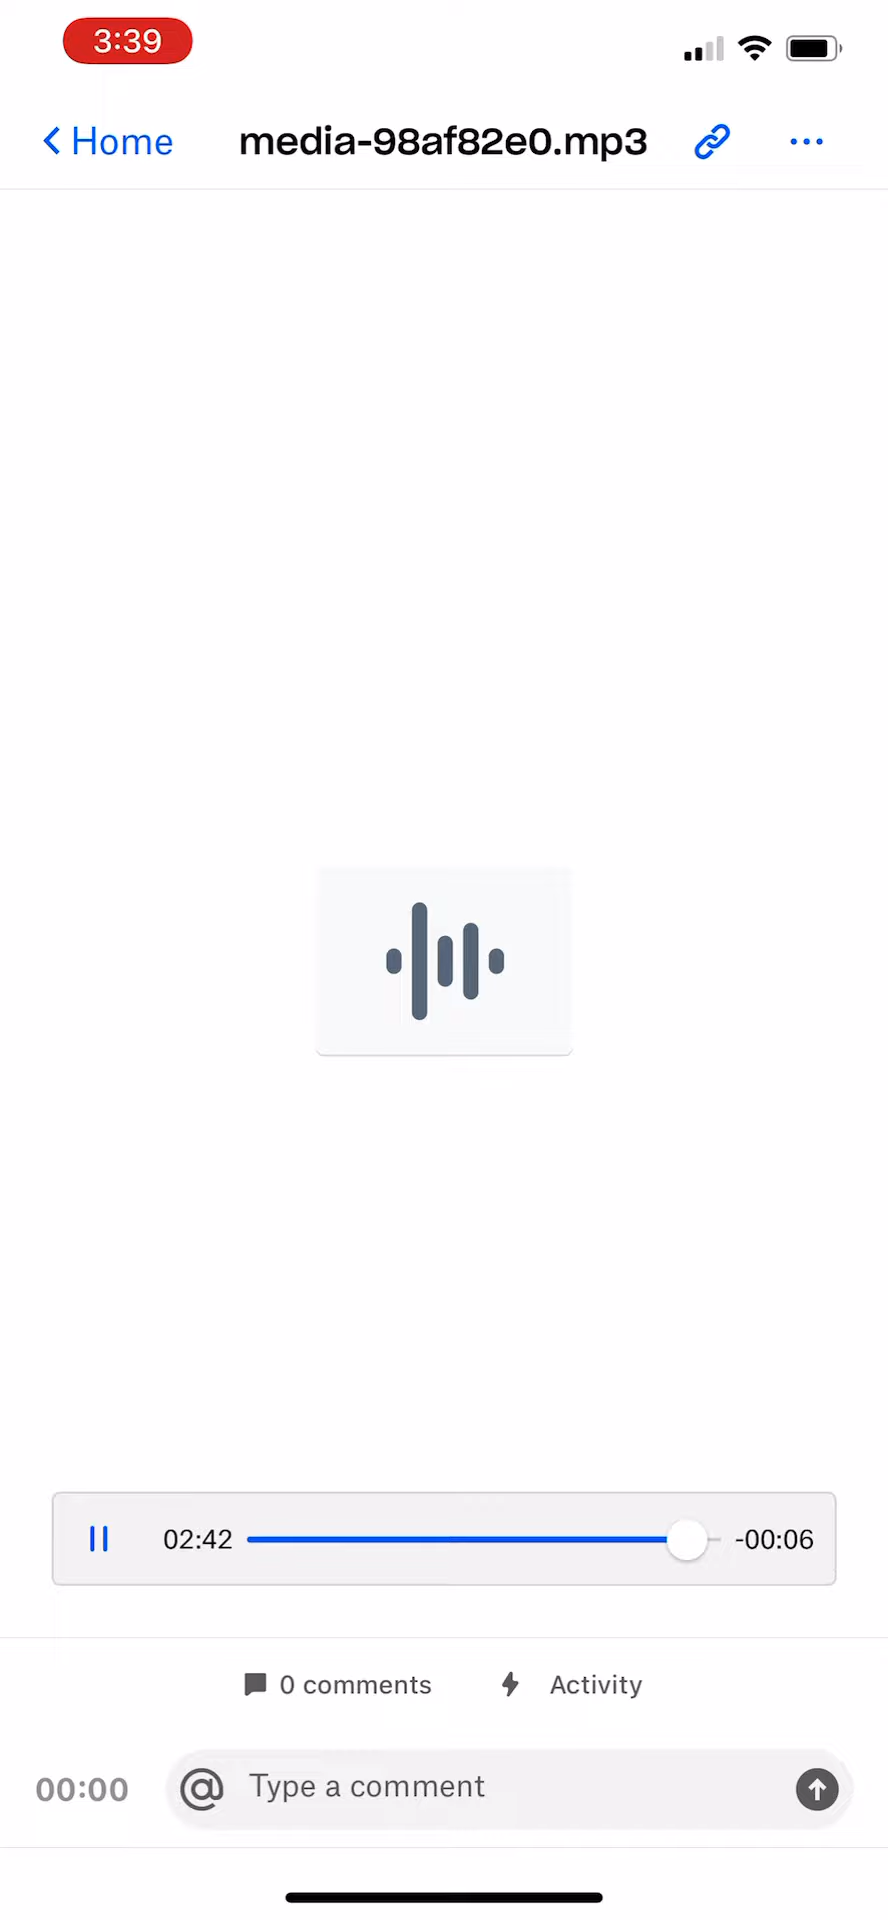 3:39
Home media-98af82e0.mp3
02:42 -00:06
0 comments Activity
00:00 @ Type a comment